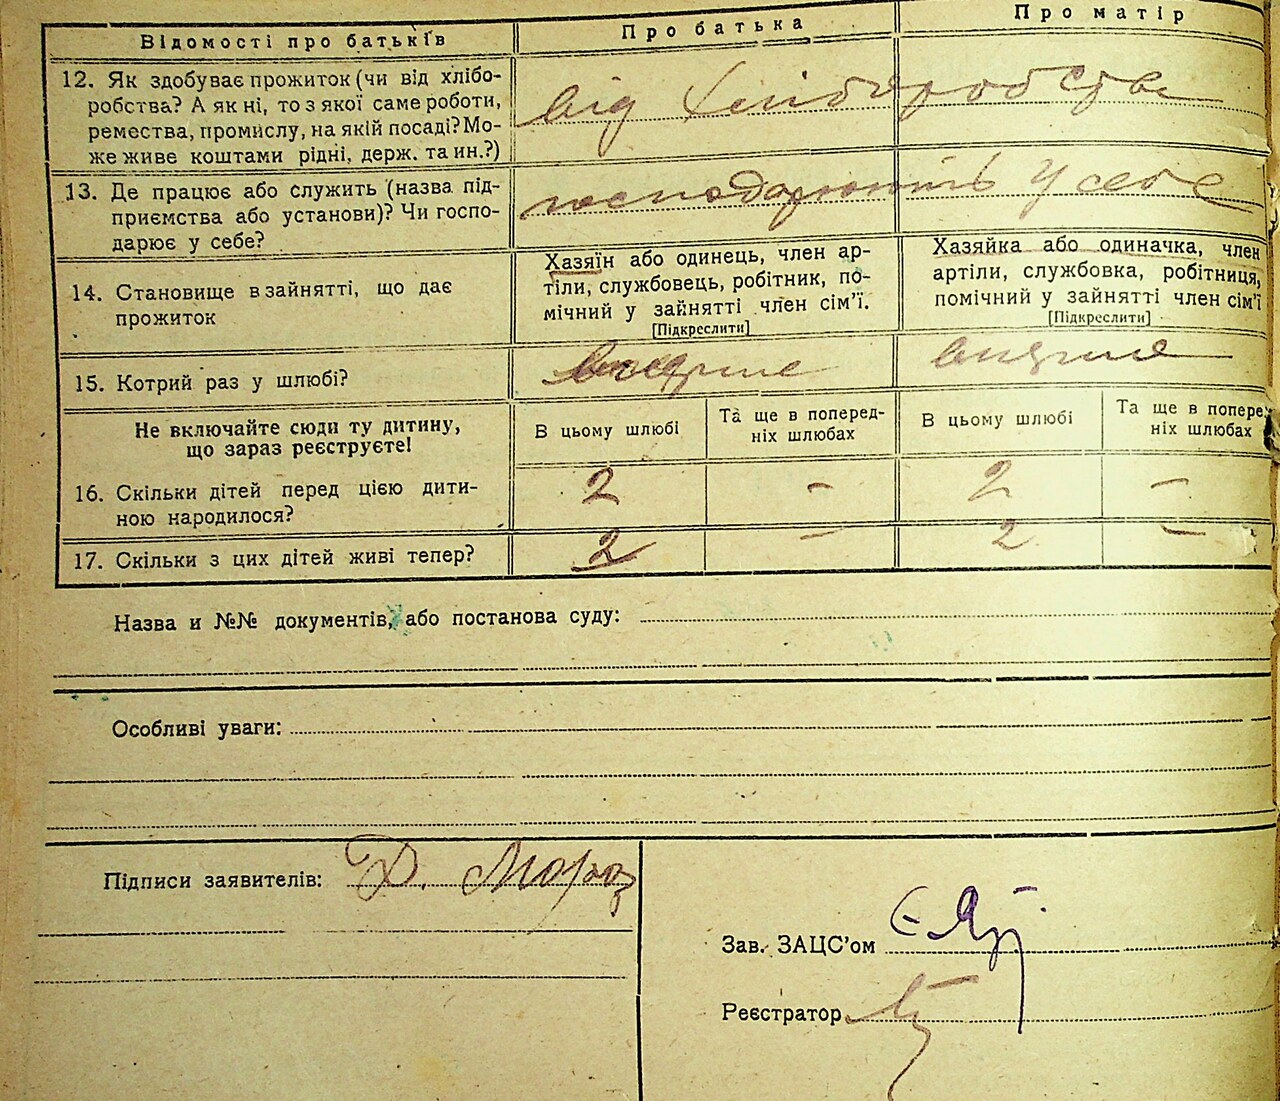 Відомості про батьків Про батька Про матір
12. Як здобуває прожиток (чи від хлібо-
робства? А як ні, то з якої саме роботи,
ремества, промислу, на якій посаді? Мо-
же живе коштами рідні, держ. та ин.?)
від хліборобства
13. Де працює або служить (назва під-
приємства або установи)? Чи госпо-
дарює у себе?
господарюють у себе
14. Становище в зайнятті, що дає
прожиток
Хазяїн або одинець, член ар-
тілі, службовець, робітник, по-
мічний у зайнятті член сім'ї.
[Підкреслити]
Хазяйка або одиначка, член
артілі, службовка, робітниця,
помічний у зайнятті член сім'ї
[Підкреслити]
15. Котрий раз у шлюбі? вперше вперше
Не включайте сюди ту дитину,
що зараз реєструєте!
В цьому шлюбі
Та ще в поперед-
ніх шлюбах
В цьому шлюбі
Та ще в попере
ніх шлюбах
16. Скільки дітей перед цією дити-
ною народилося?
2 – 2 –
17. Скільки з цих дітей живі тепер? 2 – 2 –
Назва и №№ документів, або постанова суду:
Особливі уваги:
Підписи заявителів: Д. Мороз
Зав. ЗАЦС'ом
Реєстратор